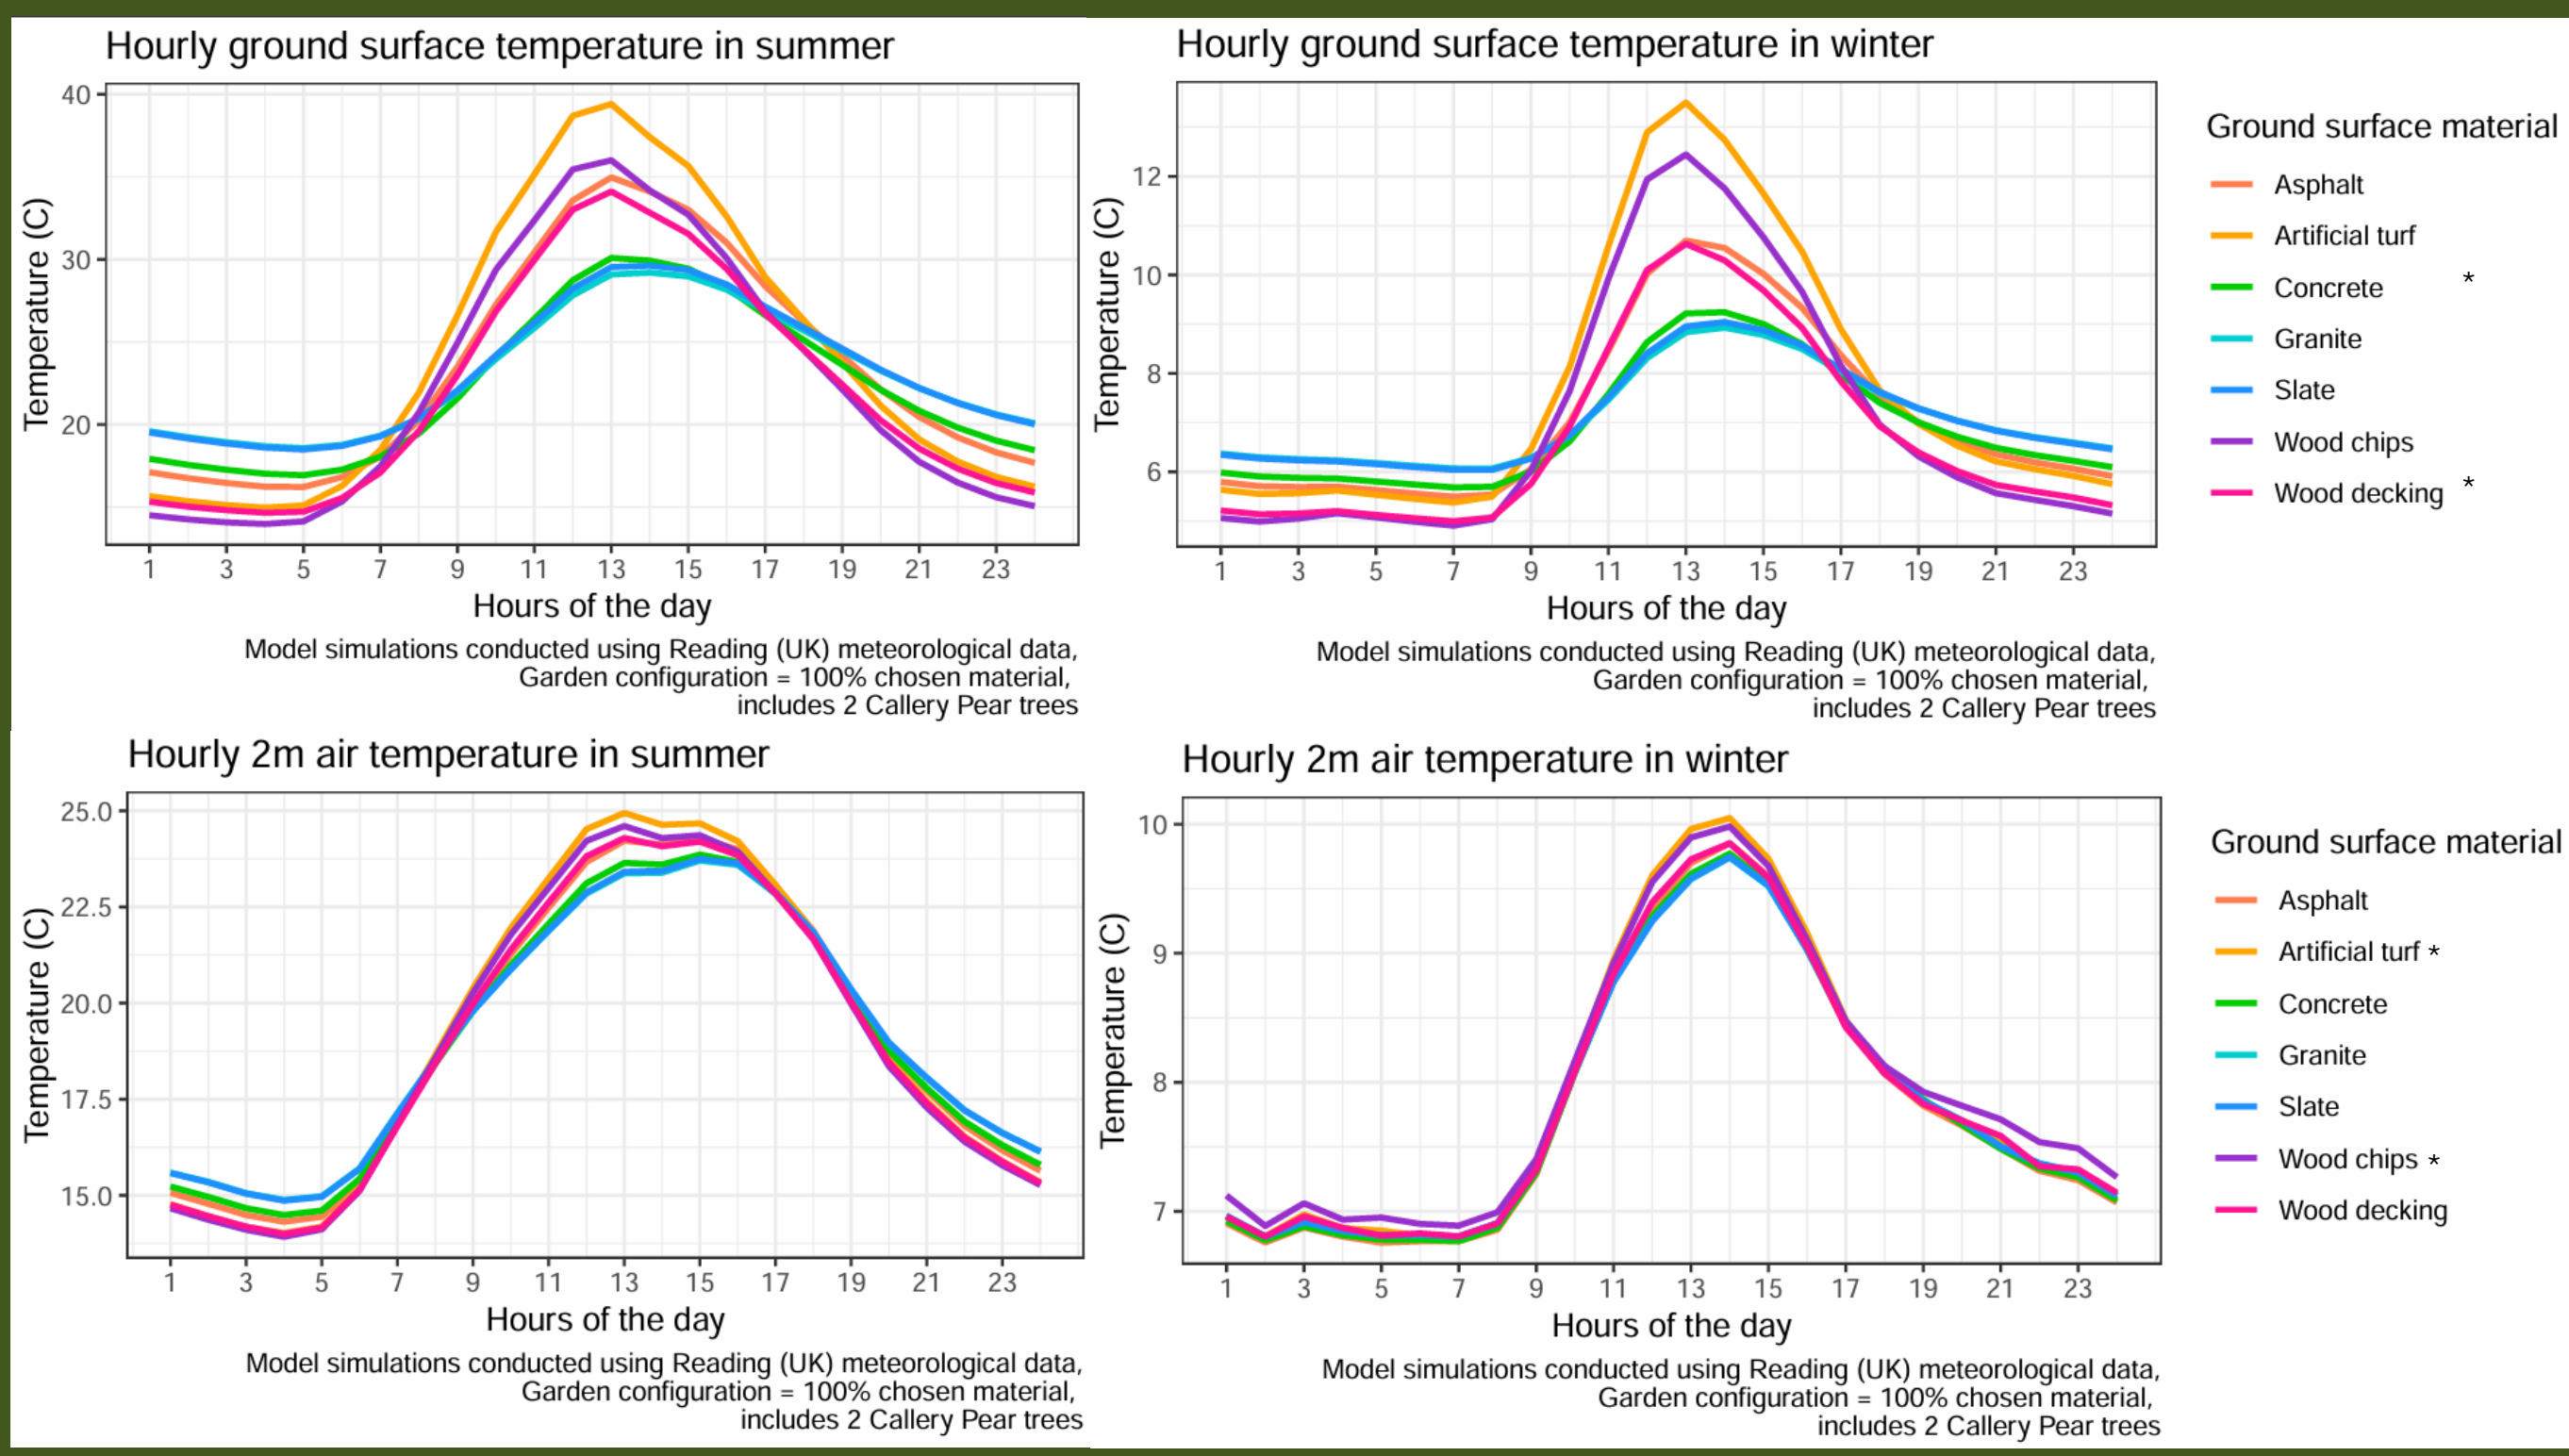 Hourly ground surface temperature in summer
Temperature (C)
40
30
20
1 3 5 7 9 11 13 15 17 19 21 23
Hours of the day
Model simulations conducted using Reading (UK) meteorological data,
Garden configuration = 100% chosen material,
includes 2 Callery Pear trees
Hourly ground surface temperature in winter
Temperature (C)
12
10
8
6
1 3 5 7 9 11 13 15 17 19 21 23
Hours of the day
Model simulations conducted using Reading (UK) meteorological data,
Garden configuration = 100% chosen material,
includes 2 Callery Pear trees
Ground surface material
Asphalt
Artificial turf
Concrete *
Granite
Slate
Wood chips
Wood decking *
Hourly 2m air temperature in summer
Temperature (C)
25.0
22.5
20.0
17.5
15.0
1 3 5 7 9 11 13 15 17 19 21 23
Hours of the day
Model simulations conducted using Reading (UK) meteorological data,
Garden configuration = 100% chosen material,
includes 2 Callery Pear trees
Hourly 2m air temperature in winter
Temperature (C)
10
9
8
7
1 3 5 7 9 11 13 15 17 19 21 23
Hours of the day
Model simulations conducted using Reading (UK) meteorological data,
Garden configuration = 100% chosen material,
includes 2 Callery Pear trees
Ground surface material
Asphalt
Artificial turf *
Concrete
Granite
Slate
Wood chips *
Wood decking